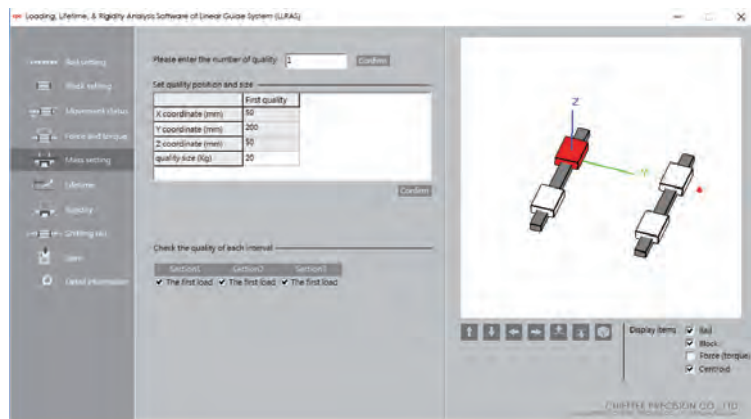 Loading, Lifetime, & Rigidity Analysis Software of Linear Guide System (LLRAS)
Rail setting
Block setting
Movement status
Force and torque
Mass setting
Lifetime
Rigidity
Save
Detail information
Please enter the number of quality 1 Confirm
Set quality position and size
First quality
X coordinate (mm) 50
Y coordinate (mm) 200
Z coordinate (mm) 50
quality size (Kg) 20
Confirm
Check the quality of each interval
Section1 Section2 Section3
The first load The first load The first load
Z
Y
Display items Rail
Block
Force (torque)
Centroid
CHIEFTEK PRECISION CO., LTD.